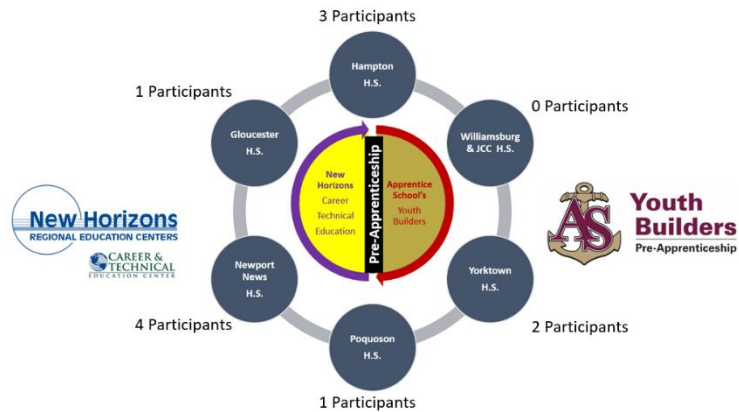 3 Participants
Hampton
H.S.
1 Participants
Gloucester
H.S.
0 Participants
Williamsburg
& JCC H.S.
New
Horizons
Career
Technical
Education
Pre-Apprenticeship
Apprentice
School's
Youth
Builders
New Horizons
REGIONAL EDUCATION CENTERS
CAREER &
TECHNICAL
EDUCATION CENTER
AS
Youth
Builders
Pre-Apprenticeship
Newport
News
H.S.
4 Participants
Yorktown
H.S.
2 Participants
Poquoson
H.S.
1 Participants